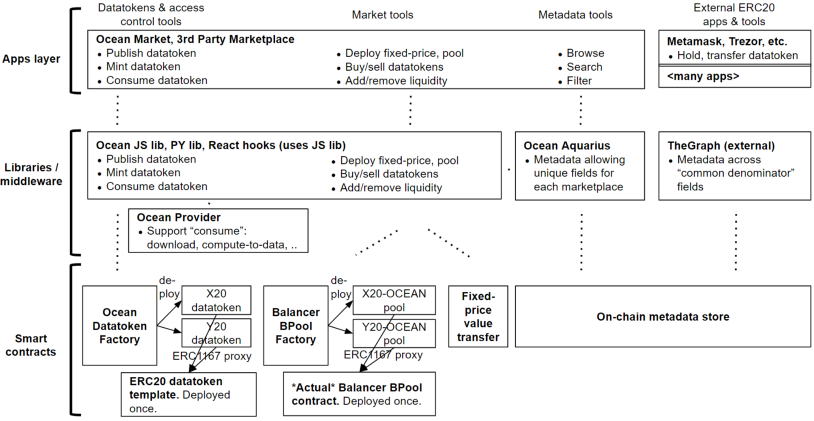 Datatokens & access
control tools
Market tools
Metadata tools
External ERC20
apps & tools
Apps layer
Ocean Market, 3rd Party Marketplace
• Publish datatoken
• Mint datatoken
• Consume datatoken
• Deploy fixed-price, pool
• Buy/sell datatokens
• Add/remove liquidity
• Browse
• Search
• Filter
Metamask, Trezor, etc.
• Hold, transfer datatoken
<many apps>
Libraries /
middleware
Ocean JS lib, PY lib, React hooks (uses JS lib)
• Publish datatoken
• Mint datatoken
• Consume datatoken
• Deploy fixed-price, pool
• Buy/sell datatokens
• Add/remove liquidity
Ocean Aquarius
• Metadata allowing
unique fields for
each marketplace
TheGraph (external)
• Metadata across
“common denominator”
fields
Ocean Provider
• Support “consume”:
download, compute-to-data, ..
Smart
contracts
Ocean
Datatoken
Factory
de-
ploy
X20
datatoken
Y20
datatoken
ERC1167 proxy
ERC20 datatoken
template. Deployed
once.
Balancer
BPool
Factory
de-
ploy
X20-OCEAN
pool
Y20-OCEAN
pool
ERC1167 proxy
*Actual* Balancer BPool
contract. Deployed once.
Fixed-
price
value
transfer
On-chain metadata store